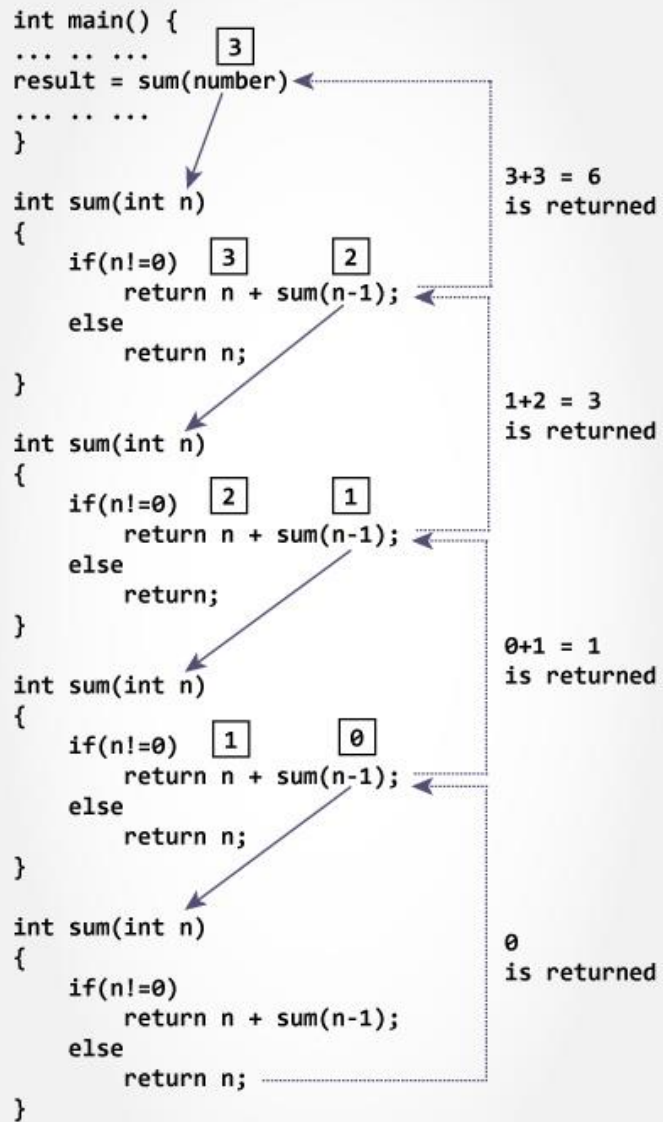 int main() {
... .. ...
3
result = sum(number)
... .. ...
}
3+3 = 6
is returned
int sum(int n)
{
if(n!=0)
3
2
return n + sum(n-1);
else
return n;
}
1+2 = 3
is returned
int sum(int n)
{
if(n!=0)
2
1
return n + sum(n-1);
else
return;
}
0+1 = 1
is returned
int sum(int n)
{
if(n!=0)
1
0
return n + sum(n-1);
else
return n;
}
int sum(int n)
{
0
is returned
if(n!=0)
return n + sum(n-1);
else
return n;
}